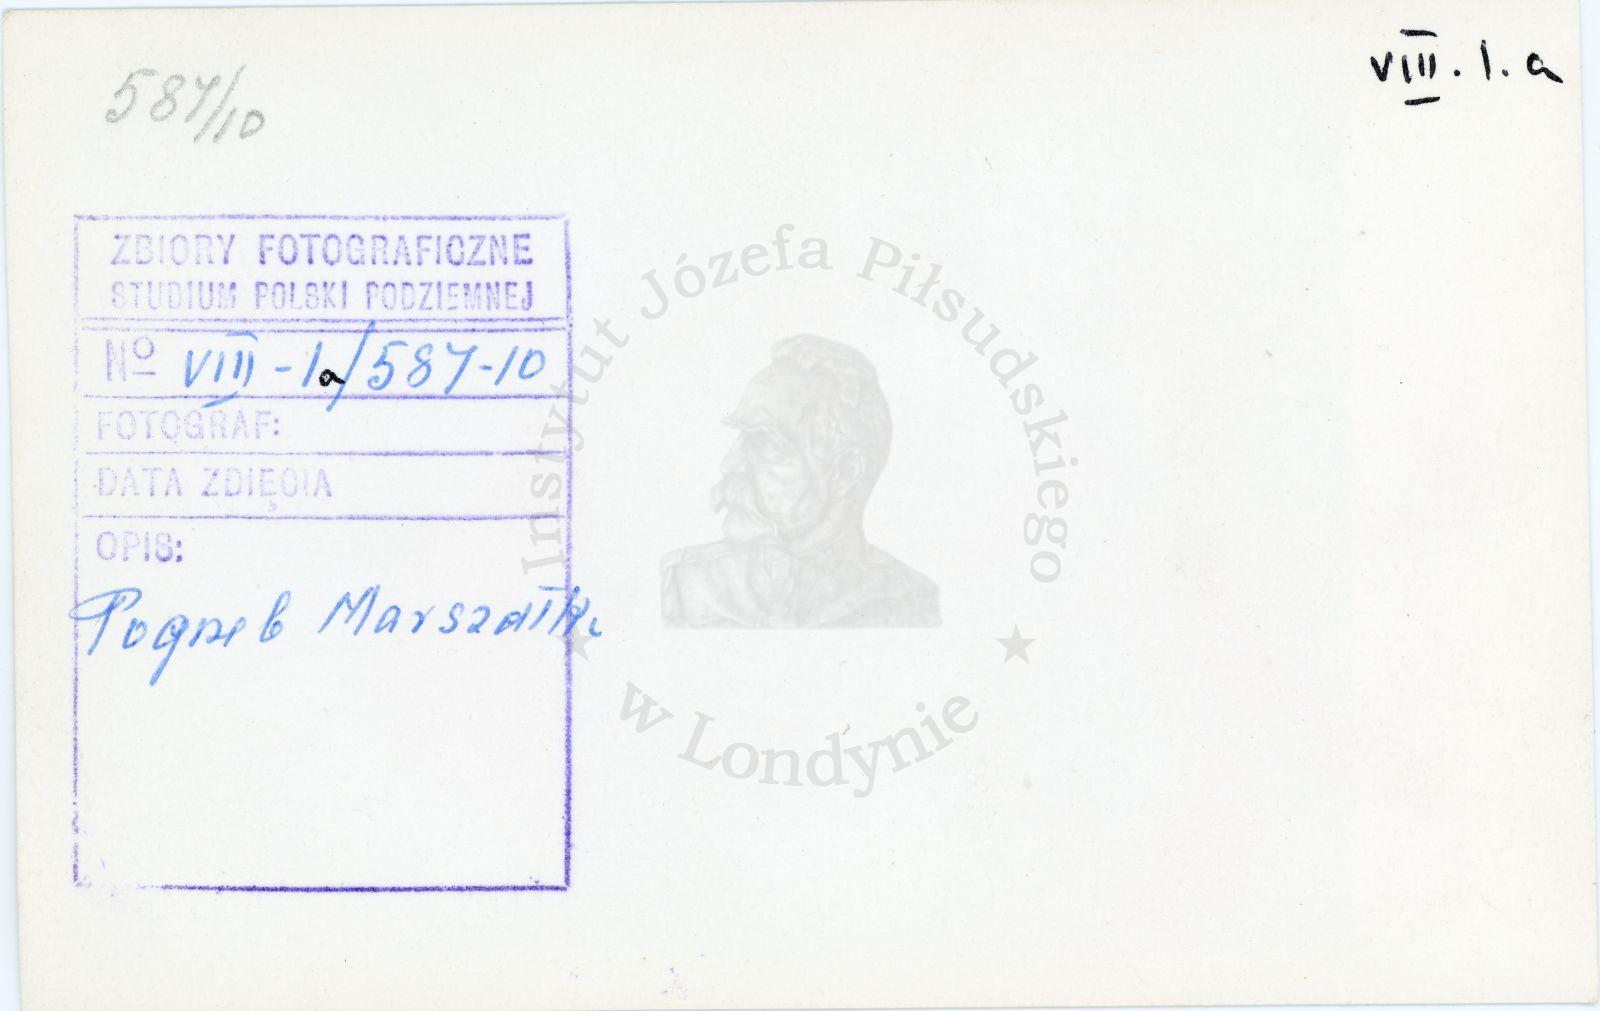 VIII. 1. a
587/10
ZBIORY FOTOGRAFICZNE
STUDIUM POLSKI PODZIEMNEJ
Nº VIII-1a/587-10
FOTOGRAF:
DATA ZDJĘCIA
OPIS:
Pogrzeb Marszałka
Instytut Józefa Piłsudskiego
w Londynie